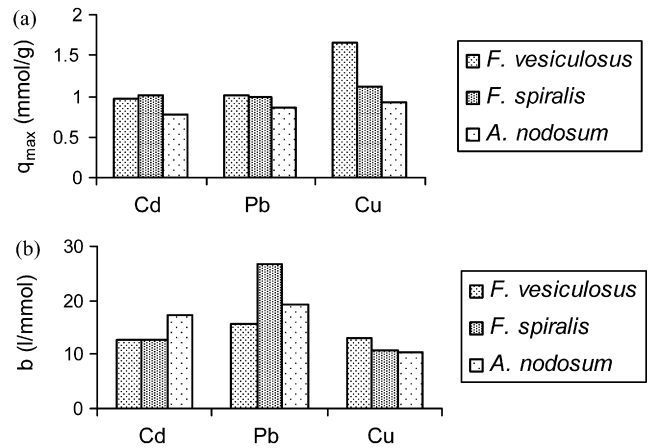 (a)
q_max (mmol/g)
2
1.5
1
0.5
0
Cd Pb Cu
F. vesiculosus
F. spiralis
A. nodosum
(b)
b (l/mmol)
30
20
10
0
Cd Pb Cu
F. vesiculosus
F. spiralis
A. nodosum